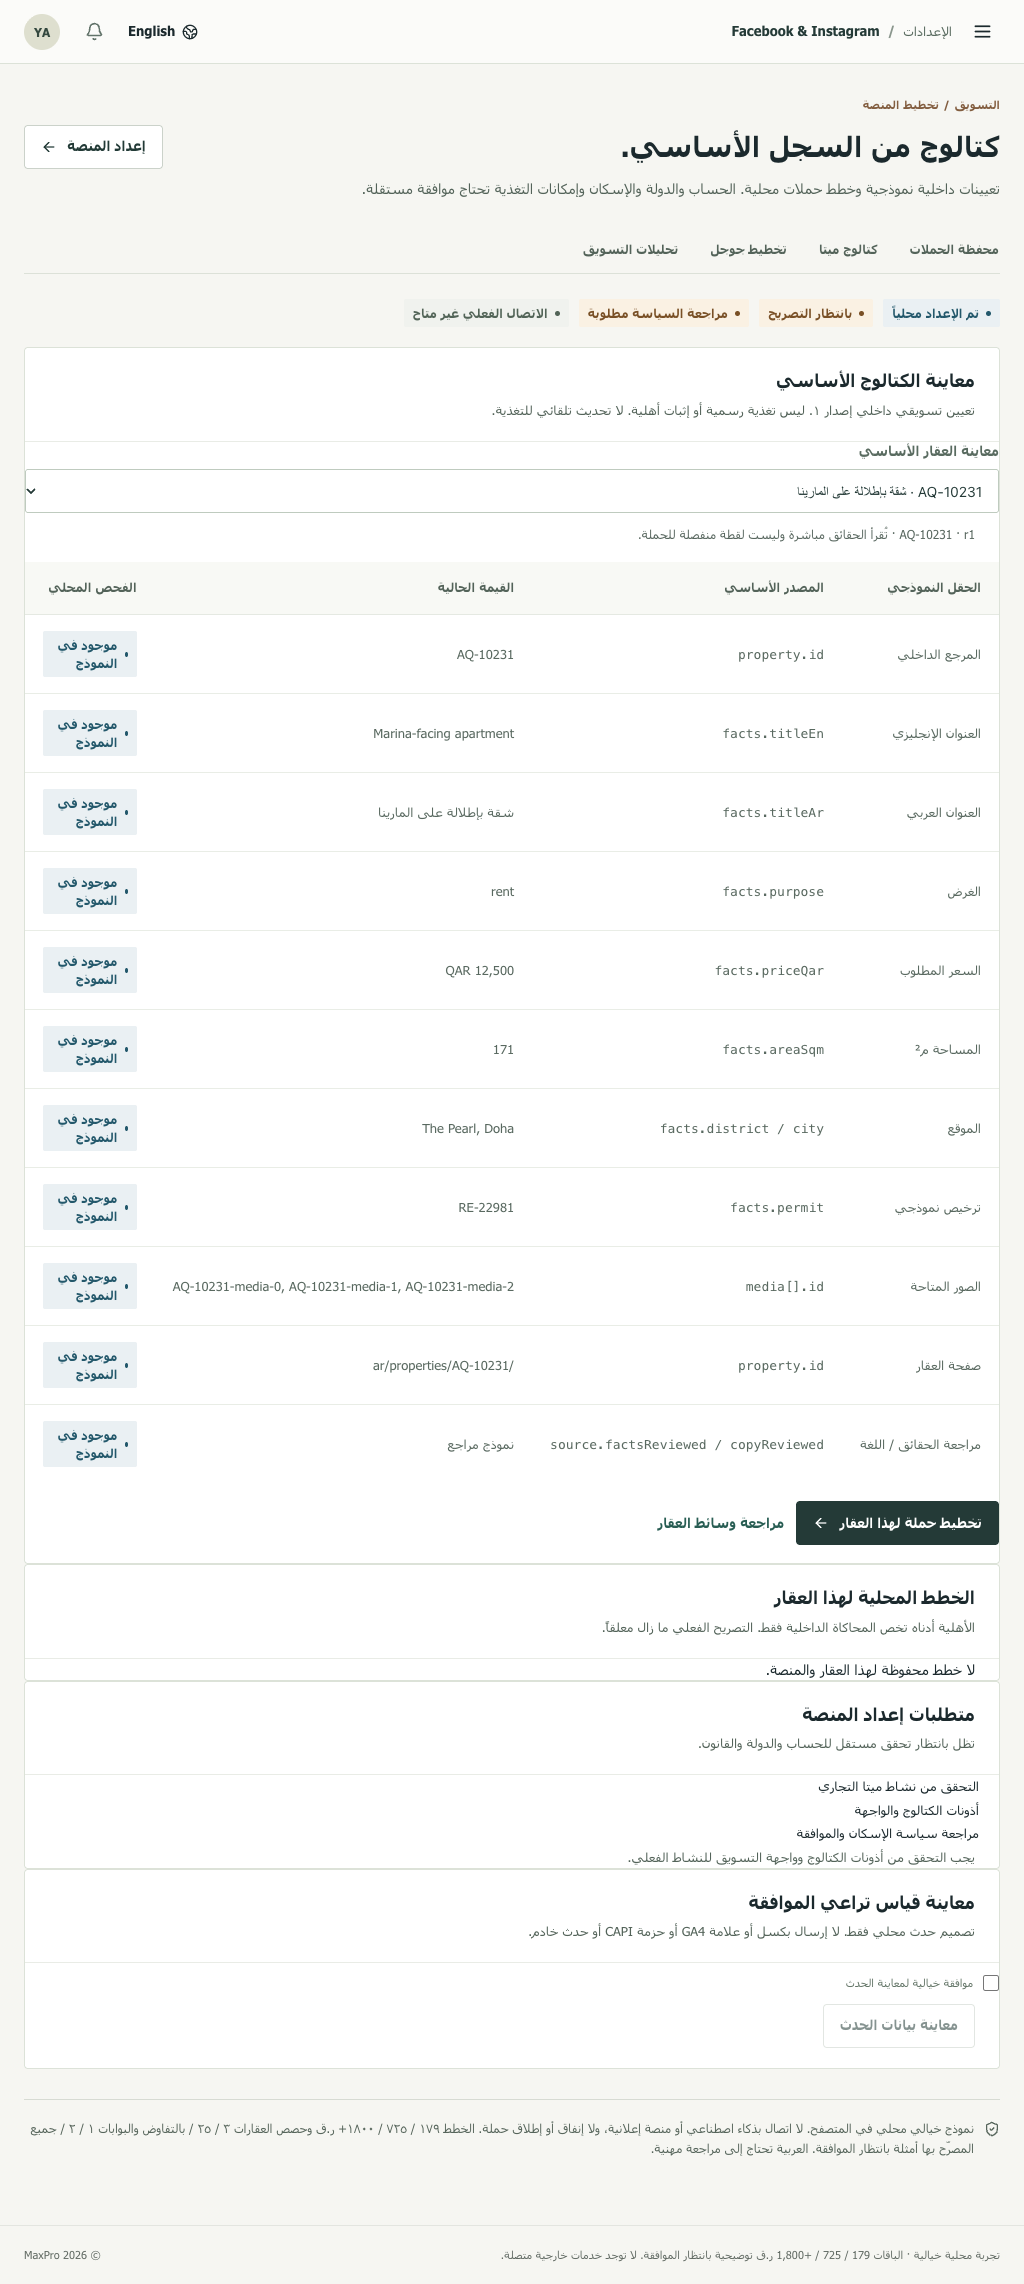 الإعدادات / Facebook & Instagram
English
YA
التسويق / تخطيط المنصة
كتالوج من السجل الأساسي.
إعداد المنصة ←
تعيينات داخلية نموذجية وخطط حملات محلية. الحساب والدولة والإسكان وإمكانات التغذية تحتاج موافقة مستقلة.
محفظة الحملات كتالوج ميتا تخطيط جوجل تحليلات التسويق
• تم الإعداد محلياً • بانتظار التصريح • مراجعة السياسة مطلوبة • الاتصال الفعلي غير متاح
معاينة الكتالوج الأساسي
تعيين تسويقي داخلي إصدار ١. ليس تغذية رسمية أو إثبات أهلية. لا تحديث تلقائي للتغذية.
معاينة العقار الأساسي
AQ-10231 · شقة بإطلالة على المارينا
AQ-10231 · r1 · تُقرأ الحقائق مباشرة وليست لقطة منفصلة للحملة.
الحقل النموذجي المصدر الأساسي القيمة الحالية الفحص المحلي
المرجع الداخلي property.id AQ-10231 • موجود في النموذج
العنوان الإنجليزي facts.titleEn Marina-facing apartment • موجود في النموذج
العنوان العربي facts.titleAr شقة بإطلالة على المارينا • موجود في النموذج
الغرض facts.purpose rent • موجود في النموذج
السعر المطلوب facts.priceQar QAR 12,500 • موجود في النموذج
المساحة م² facts.areaSqm 171 • موجود في النموذج
الموقع facts.district / city The Pearl, Doha • موجود في النموذج
ترخيص نموذجي facts.permit RE-22981 • موجود في النموذج
الصور المتاحة media[].id AQ-10231-media-0, AQ-10231-media-1, AQ-10231-media-2 • موجود في النموذج
صفحة العقار property.id ar/properties/AQ-10231/ • موجود في النموذج
مراجعة الحقائق / اللغة source.factsReviewed / copyReviewed نموذج مراجع • موجود في النموذج
تخطيط حملة لهذا العقار ← مراجعة وسائط العقار
الخطط المحلية لهذا العقار
الأهلية أدناه تخص المحاكاة الداخلية فقط. التصريح الفعلي ما زال معلقاً.
لا خطط محفوظة لهذا العقار والمنصة.
متطلبات إعداد المنصة
تظل بانتظار تحقق مستقل للحساب والدولة والقانون.
التحقق من نشاط ميتا التجاري
أذونات الكتالوج والواجهة
مراجعة سياسة الإسكان والموافقة
يجب التحقق من أذونات الكتالوج وواجهة التسويق للنشاط الفعلي.
معاينة قياس تراعي الموافقة
تصميم حدث محلي فقط. لا إرسال بكسل أو علامة GA4 أو حزمة CAPI أو حدث خادم.
موافقة خيالية لمعاينة الحدث
معاينة بيانات الحدث
نموذج خيالي محلي في المتصفح. لا اتصال بذكاء اصطناعي أو منصة إعلانية، ولا إنفاق أو إطلاق حملة. الخطط ١٧٩ / ٧٢٥ / ١٨٠٠+ ر.ق وحصص العقارات ٣ / ٢٥ / بالتفاوض والبوابات ١ / ٢ / جميع
المصرّح بها أمثلة بانتظار الموافقة. العربية تحتاج إلى مراجعة مهنية.
تجربة محلية خيالية · الباقات 179 / 725 / 1,800+ ر.ق توضيحية بانتظار الموافقة. لا توجد خدمات خارجية متصلة.
© 2026 MaxPro